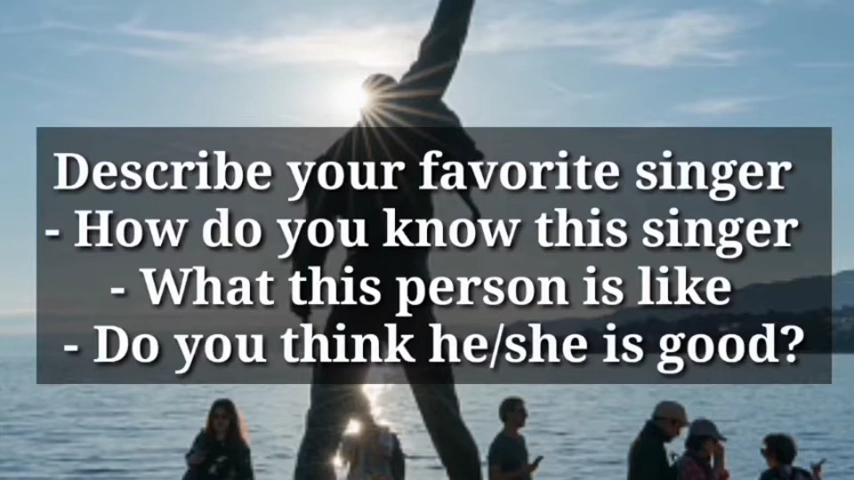 Describe your favorite singer
- How do you know this singer
- What this person is like
- Do you think he/she is good?